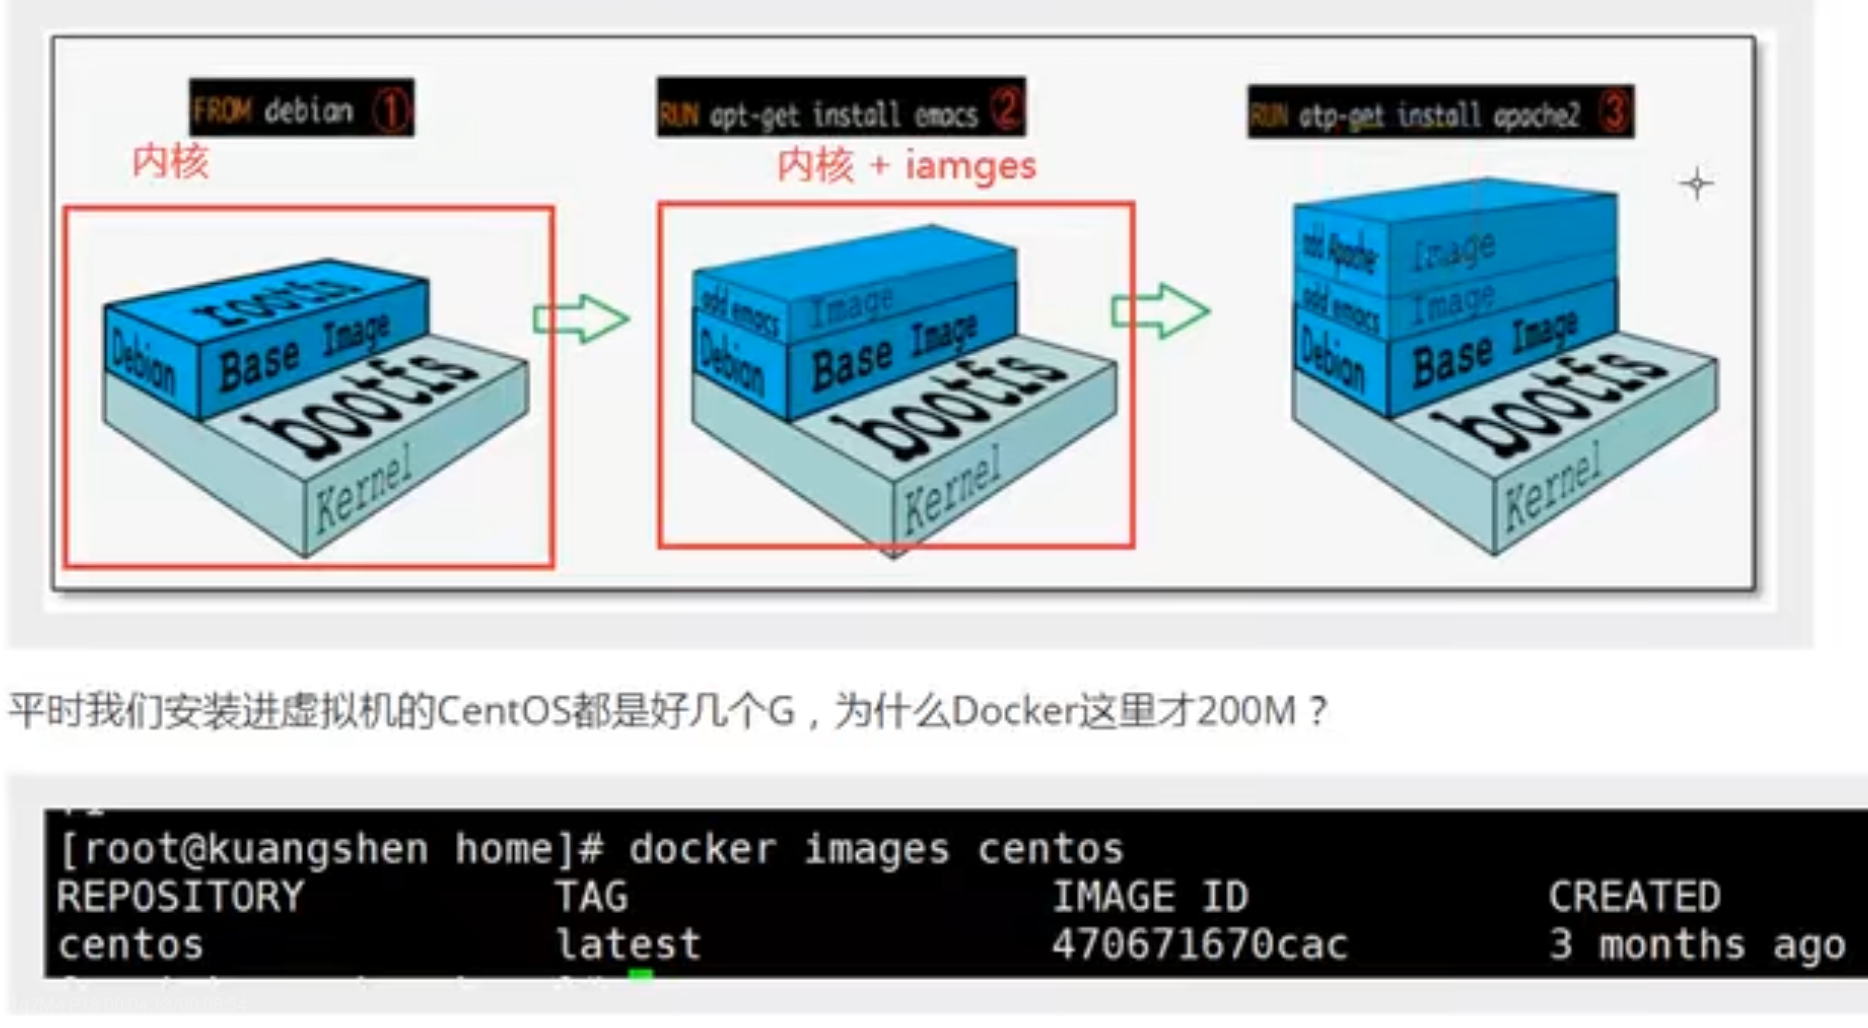 FROM debian ①
RUN apt-get install emacs ②
RUN atp-get install apache2 ③
内核
内核 + iamges
rootfs
Debian Base Image
bootfs
Kernel
add emacs Image
Debian Base Image
bootfs
Kernel
add Apache Image
add emacs Image
Debian Base Image
bootfs
Kernel
平时我们安装进虚拟机的CentOS都是好几个G，为什么Docker这里才200M？
[root@kuangshen home]# docker images centos
REPOSITORY TAG IMAGE ID CREATED
centos latest 470671670cac 3 months ago